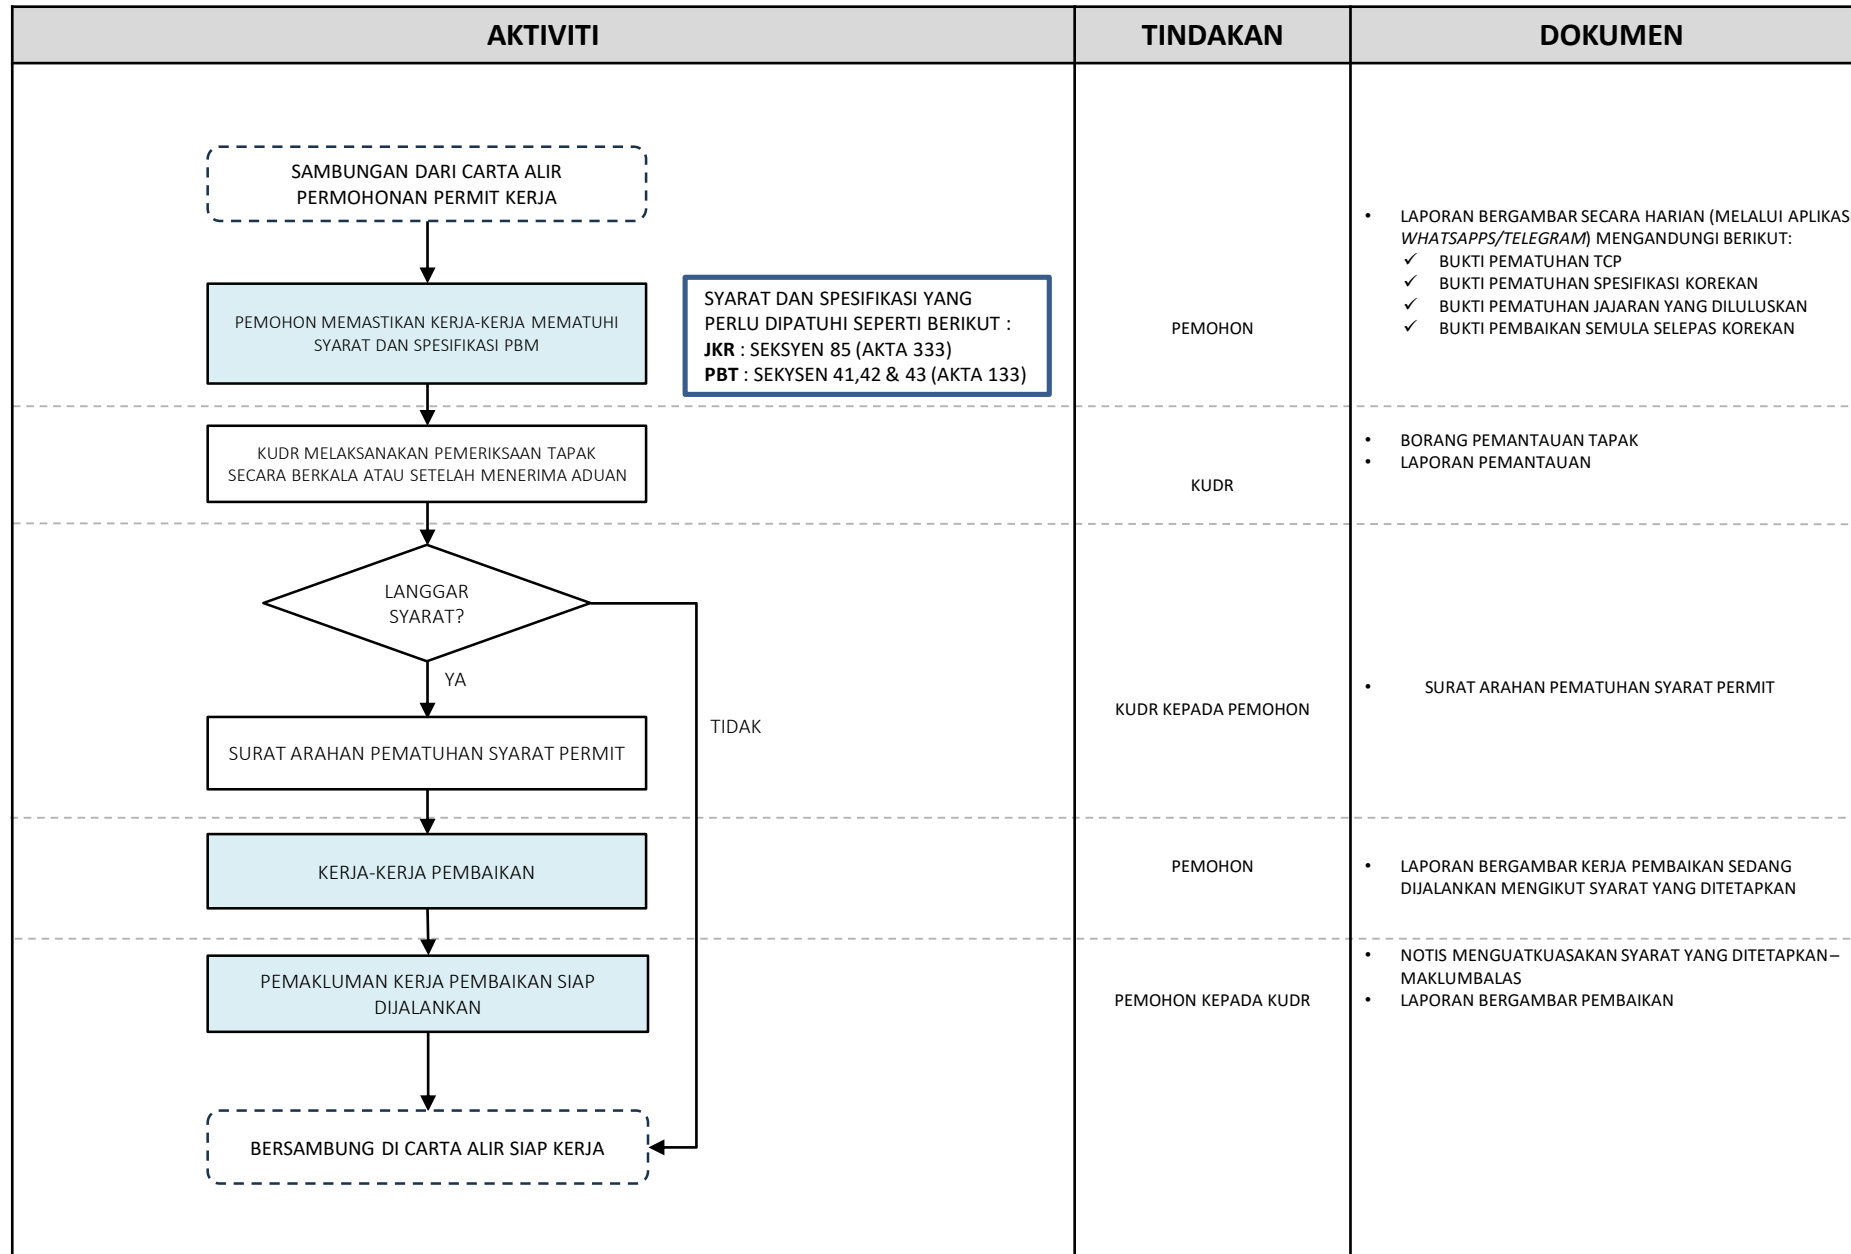 AKTIVITI
TINDAKAN
DOKUMEN
SAMBUNGAN DARI CARTA ALIR
PERMOHONAN PERMIT KERJA
PEMOHON MEMASTIKAN KERJA-KERJA MEMATUHI
SYARAT DAN SPESIFIKASI PBM
SYARAT DAN SPESIFIKASI YANG
PERLU DIPATUHI SEPERTI BERIKUT :
JKR : SEKSYEN 85 (AKTA 333)
PBT : SEKYSEN 41,42 & 43 (AKTA 133)
PEMOHON
• LAPORAN BERGAMBAR SECARA HARIAN (MELALUI APLIKAS
WHATSAPPS/TELEGRAM) MENGANDUNGI BERIKUT:
✓ BUKTI PEMATUHAN TCP
✓ BUKTI PEMATUHAN SPESIFIKASI KOREKAN
✓ BUKTI PEMATUHAN JAJARAN YANG DILULUSKAN
✓ BUKTI PEMBAIKAN SEMULA SELEPAS KOREKAN
KUDR MELAKSANAKAN PEMERIKSAAN TAPAK
SECARA BERKALA ATAU SETELAH MENERIMA ADUAN
KUDR
• BORANG PEMANTAUAN TAPAK
• LAPORAN PEMANTAUAN
LANGGAR
SYARAT?
YA
TIDAK
SURAT ARAHAN PEMATUHAN SYARAT PERMIT
KUDR KEPADA PEMOHON
• SURAT ARAHAN PEMATUHAN SYARAT PERMIT
KERJA-KERJA PEMBAIKAN
PEMOHON
• LAPORAN BERGAMBAR KERJA PEMBAIKAN SEDANG
DIJALANKAN MENGIKUT SYARAT YANG DITETAPKAN
PEMAKLUMAN KERJA PEMBAIKAN SIAP
DIJALANKAN
PEMOHON KEPADA KUDR
• NOTIS MENGUATKUASAKAN SYARAT YANG DITETAPKAN–
MAKLUMBALAS
• LAPORAN BERGAMBAR PEMBAIKAN
BERSAMBUNG DI CARTA ALIR SIAP KERJA